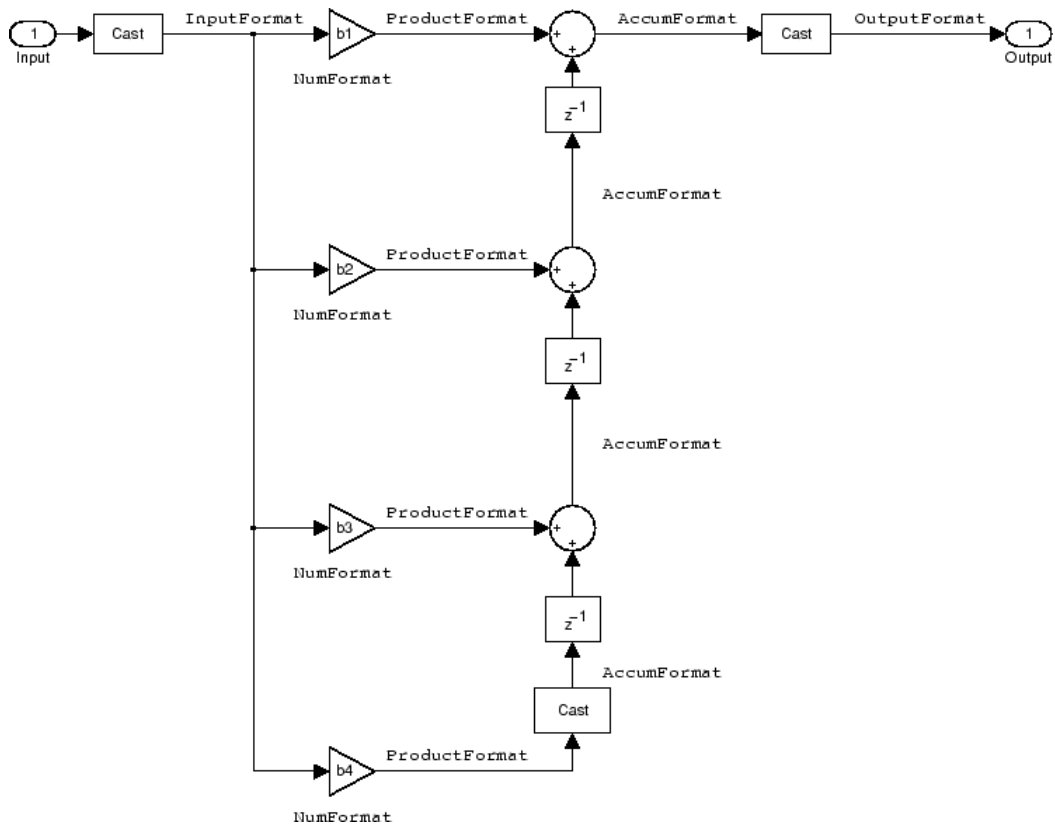 InputFormat
ProductFormat
AccumFormat
OutputFormat
1
Cast
b1
+
+
Cast
1
Input
Output
NumFormat
z⁻¹
AccumFormat
ProductFormat
b2
+
+
NumFormat
z⁻¹
AccumFormat
ProductFormat
b3
+
+
NumFormat
z⁻¹
AccumFormat
Cast
ProductFormat
b4
NumFormat